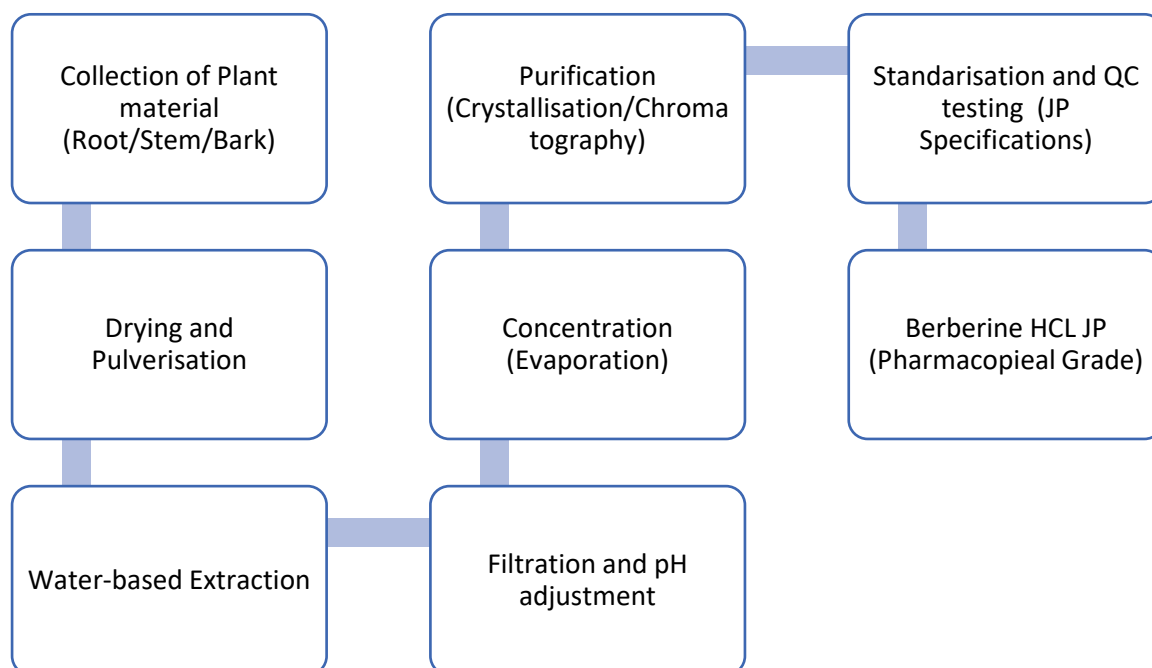 Collection of Plant
material
(Root/Stem/Bark)
Drying and
Pulverisation
Water-based Extraction
Filtration and pH
adjustment
Concentration
(Evaporation)
Purification
(Crystallisation/Chroma
tography)
Standarisation and QC
testing (JP
Specifications)
Berberine HCL JP
(Pharmacopieal Grade)